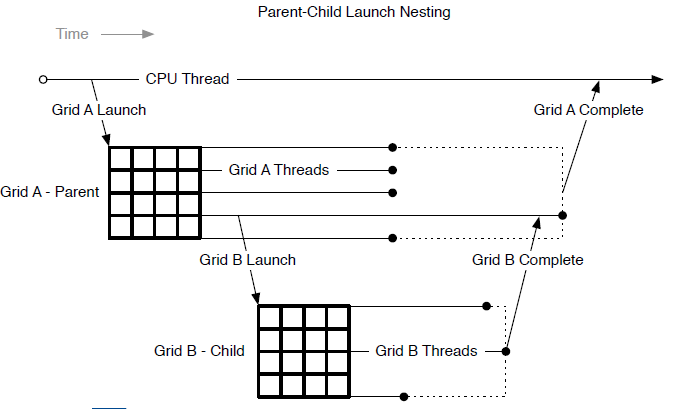 Parent-Child Launch Nesting
Time
CPU Thread
Grid A Launch
Grid A Complete
Grid A Threads
Grid A - Parent
Grid B Launch
Grid B Complete
Grid B - Child
Grid B Threads